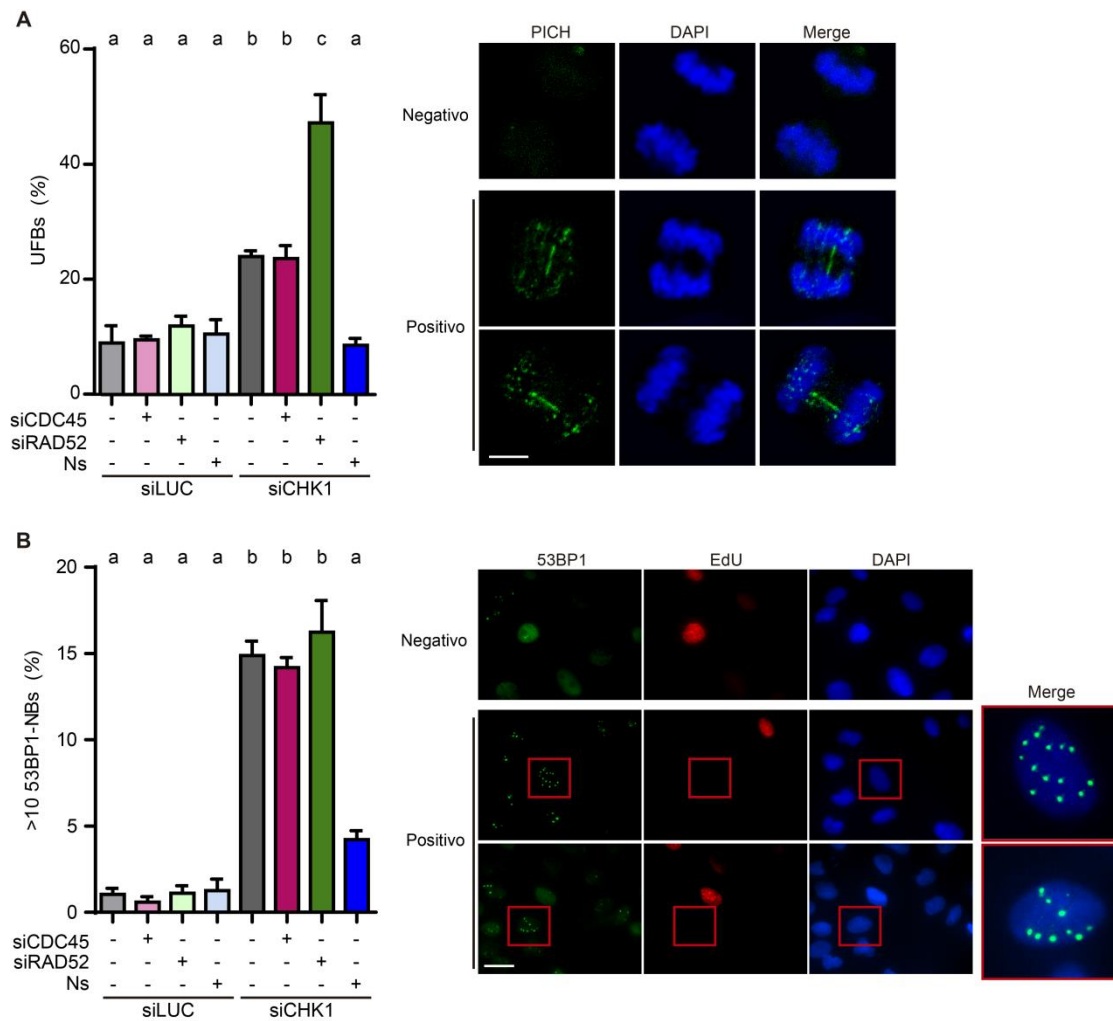 A
a a a a b b c a
60
40
20
0
UFBs (%)
siCDC45 - + - - - + - -
siRAD52 - - + - - - + -
Ns - - - + - - - +
siLUC siCHK1
PICH DAPI Merge
Negativo
Positivo
B
a a a a b b b a
20
15
10
5
0
>10 53BP1-NBs (%)
siCDC45 - + - - - + - -
siRAD52 - - + - - - + -
Ns - - - + - - - +
siLUC siCHK1
53BP1 EdU DAPI
Merge
Negativo
Positivo